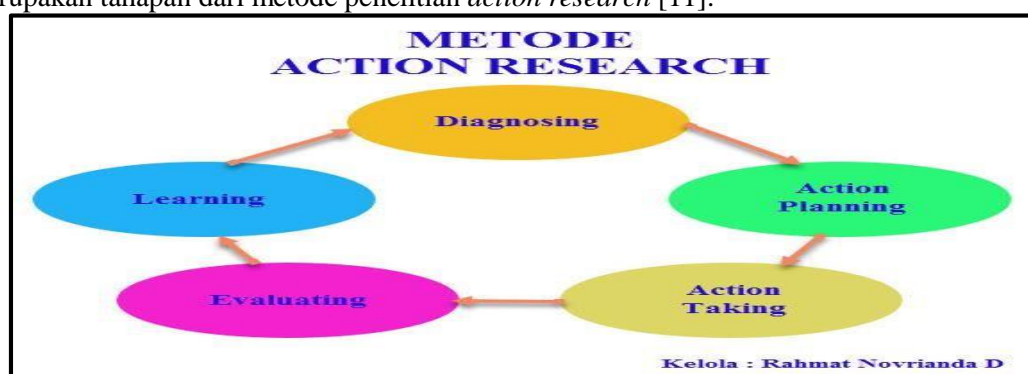 rupakan tahapan dari metode penelitian action research [11].
METODE
ACTION RESEARCH
Diagnosing
Learning
Action
Planning
Evaluating
Action
Taking
Kelola : Rahmat Novrianda D